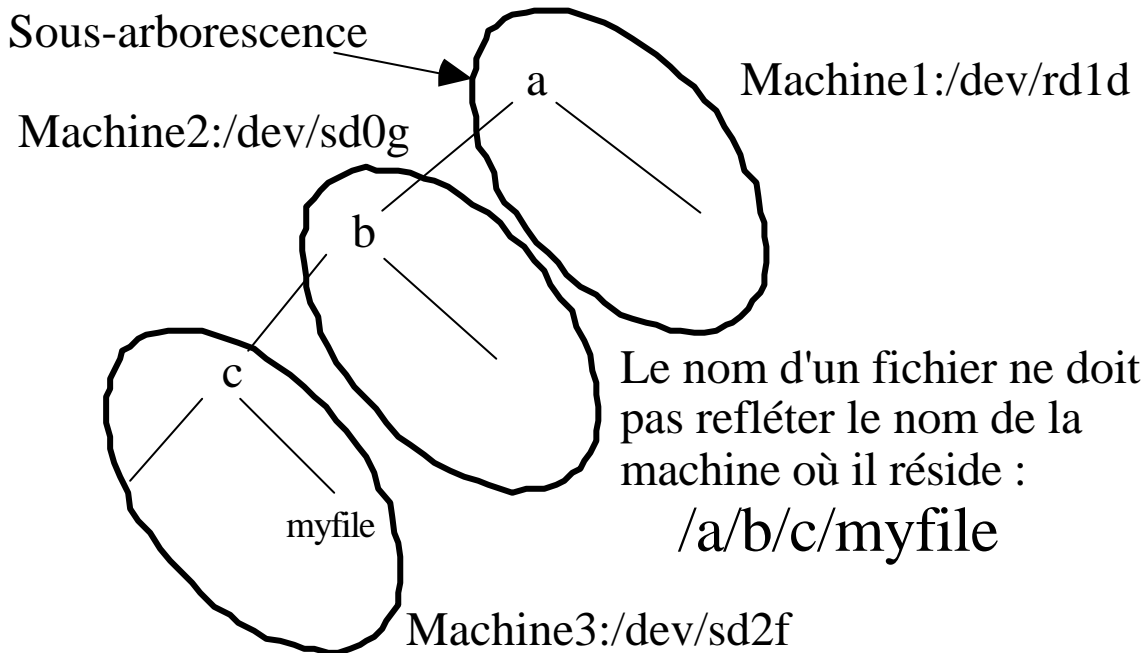 Sous-arborescence
a
Machine1:/dev/rd1d
Machine2:/dev/sd0g
b
c
Le nom d'un fichier ne doit
pas refléter le nom de la
machine où il réside :
/a/b/c/myfile
myfile
Machine3:/dev/sd2f